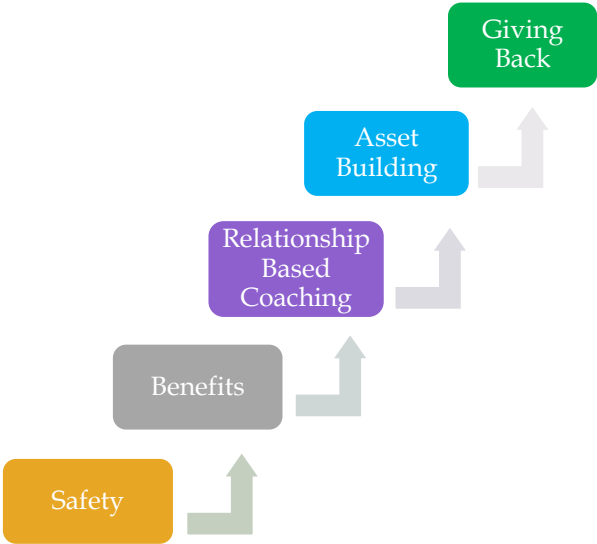 Giving
Back
Asset
Building
Relationship
Based
Coaching
Benefits
Safety